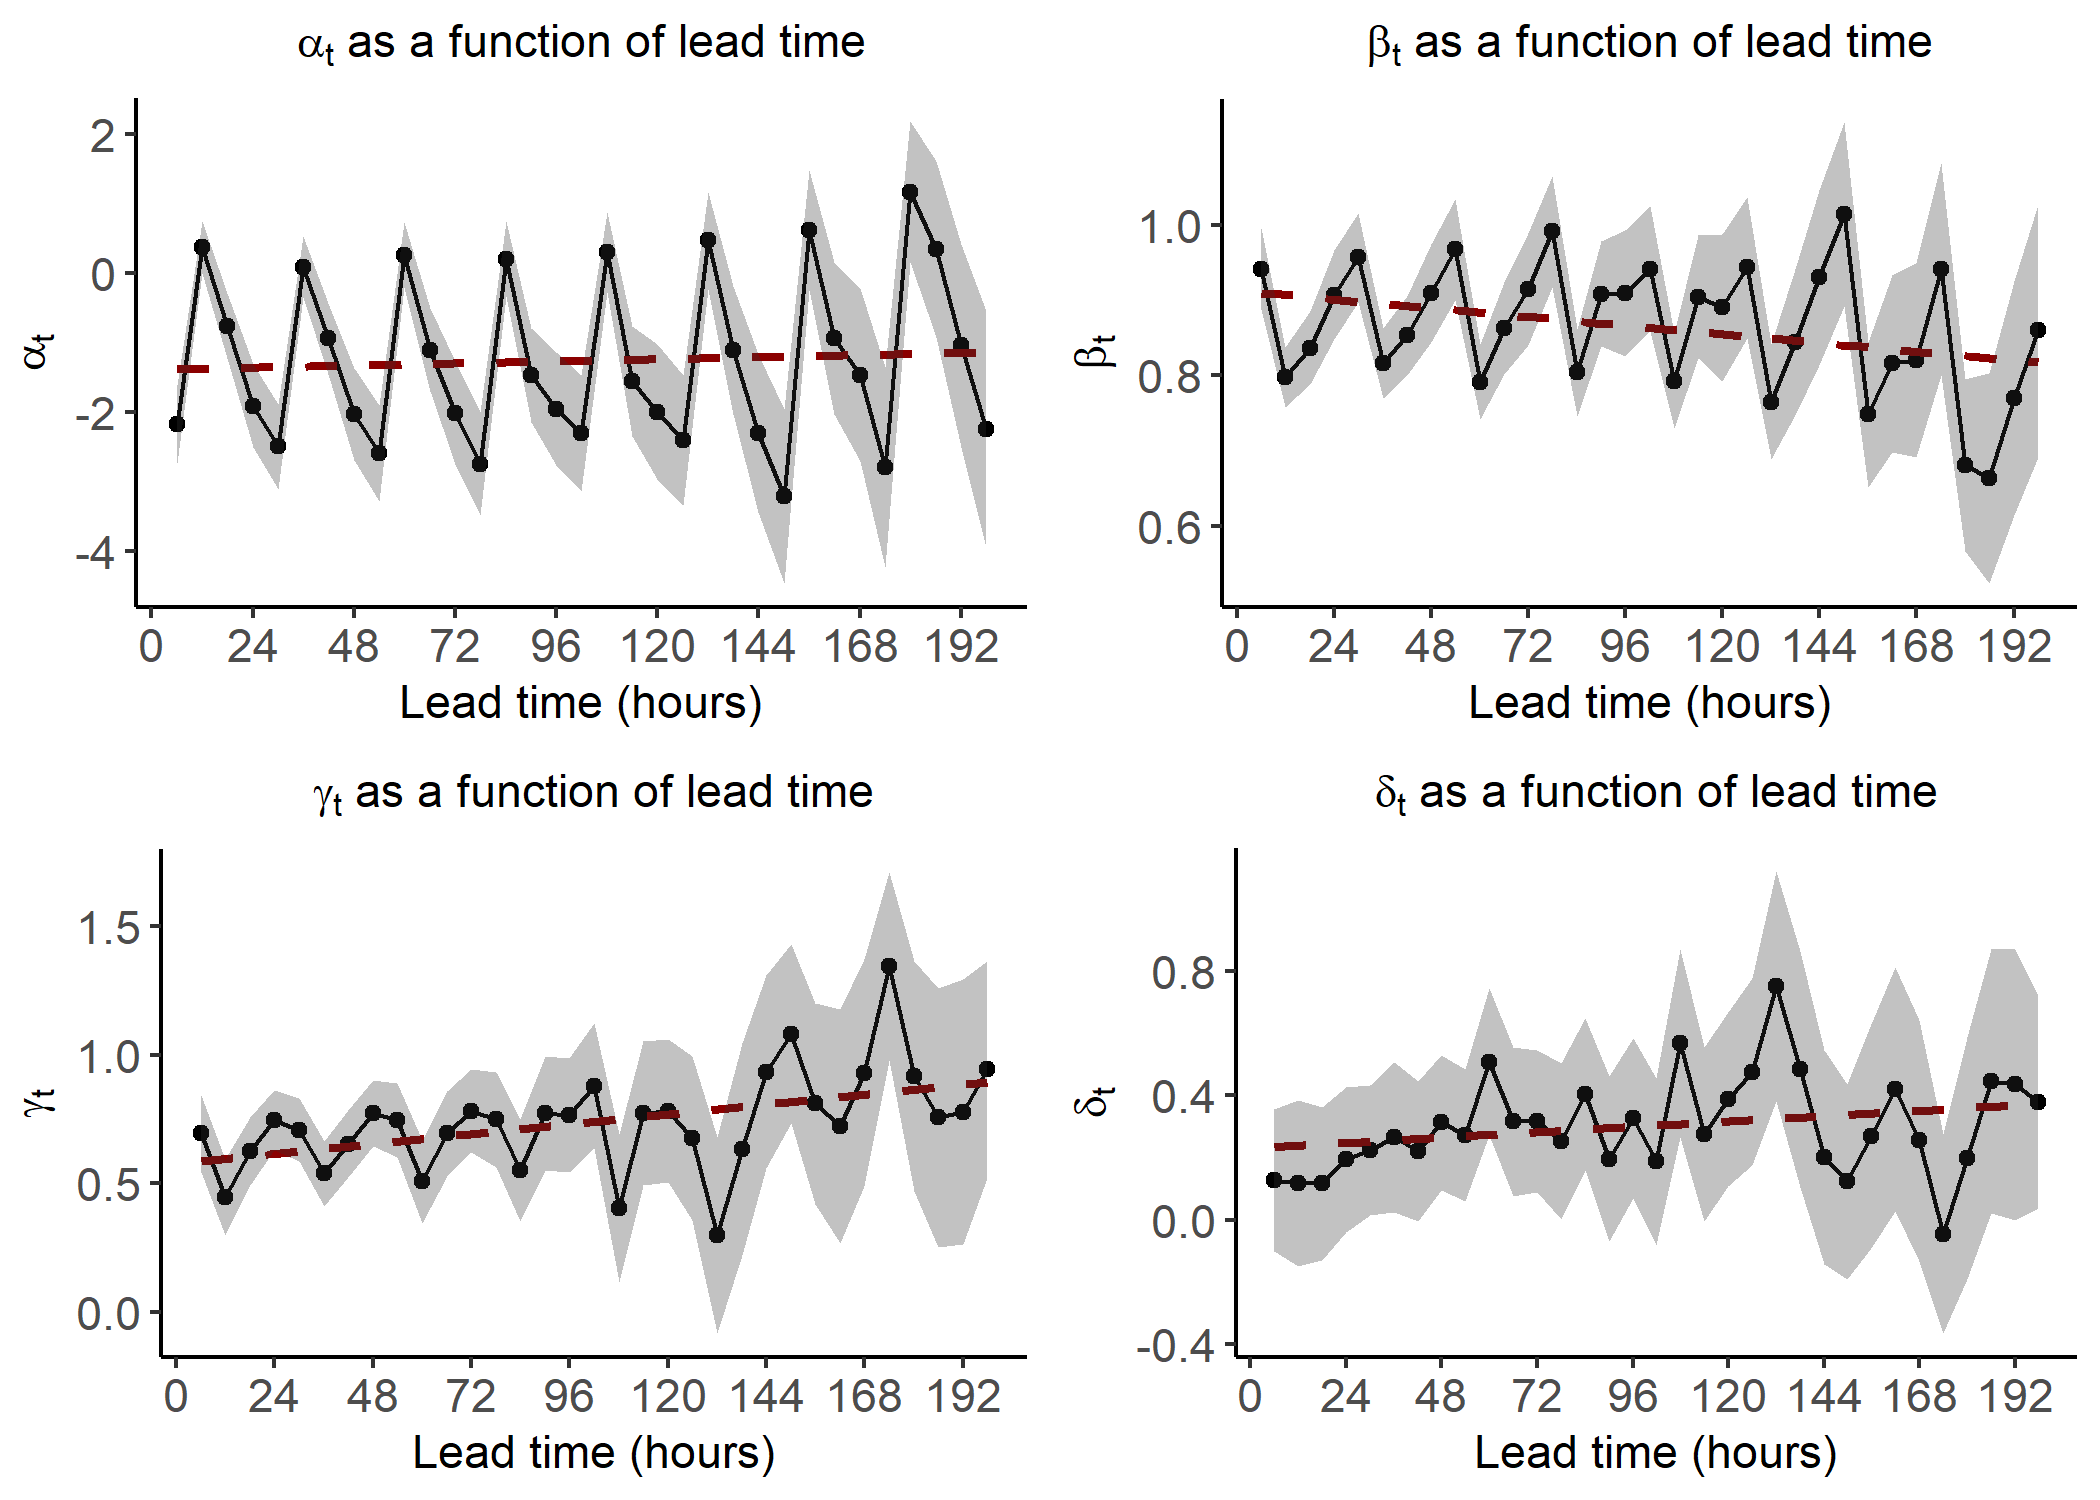 αt as a function of lead time
αt
2
0
-2
-4
0 24 48 72 96 120 144 168 192
Lead time (hours)
βt as a function of lead time
βt
1.0
0.8
0.6
0 24 48 72 96 120 144 168 192
Lead time (hours)
γt as a function of lead time
γt
1.5
1.0
0.5
0.0
0 24 48 72 96 120 144 168 192
Lead time (hours)
δt as a function of lead time
δt
0.8
0.4
0.0
-0.4
0 24 48 72 96 120 144 168 192
Lead time (hours)